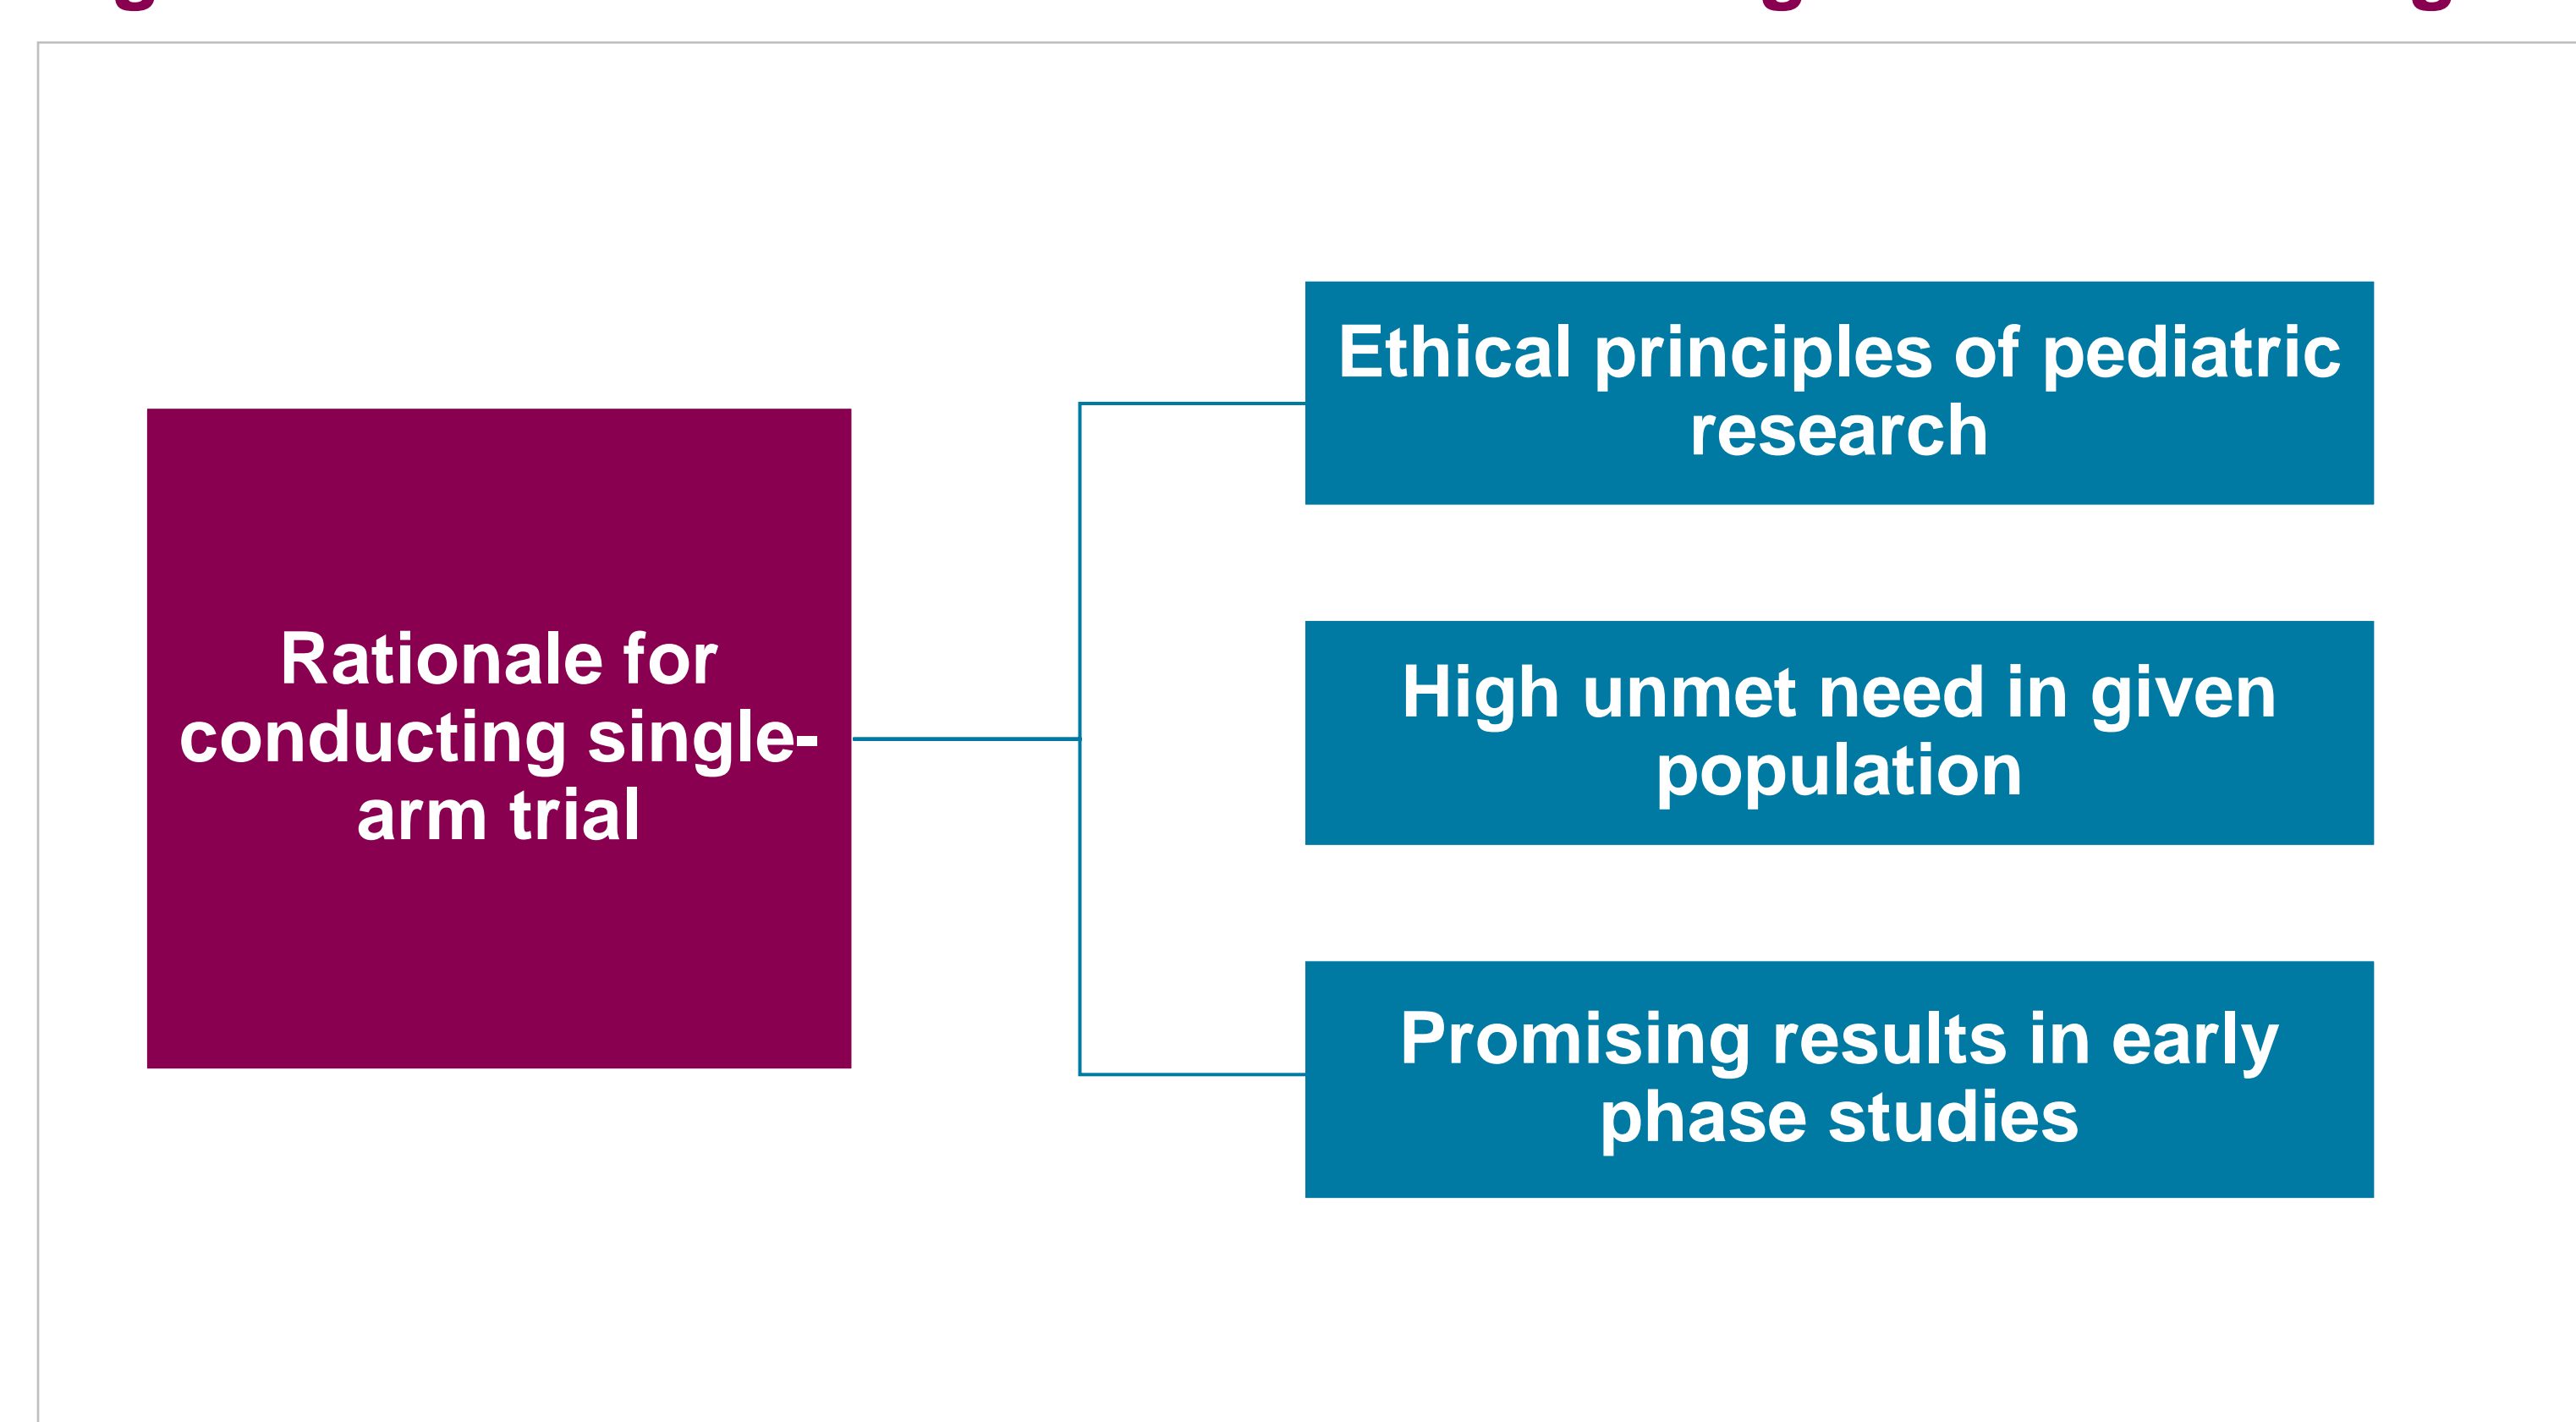 Rationale for
conducting single-
arm trial
Ethical principles of pediatric
research
High unmet need in given
population
Promising results in early
phase studies